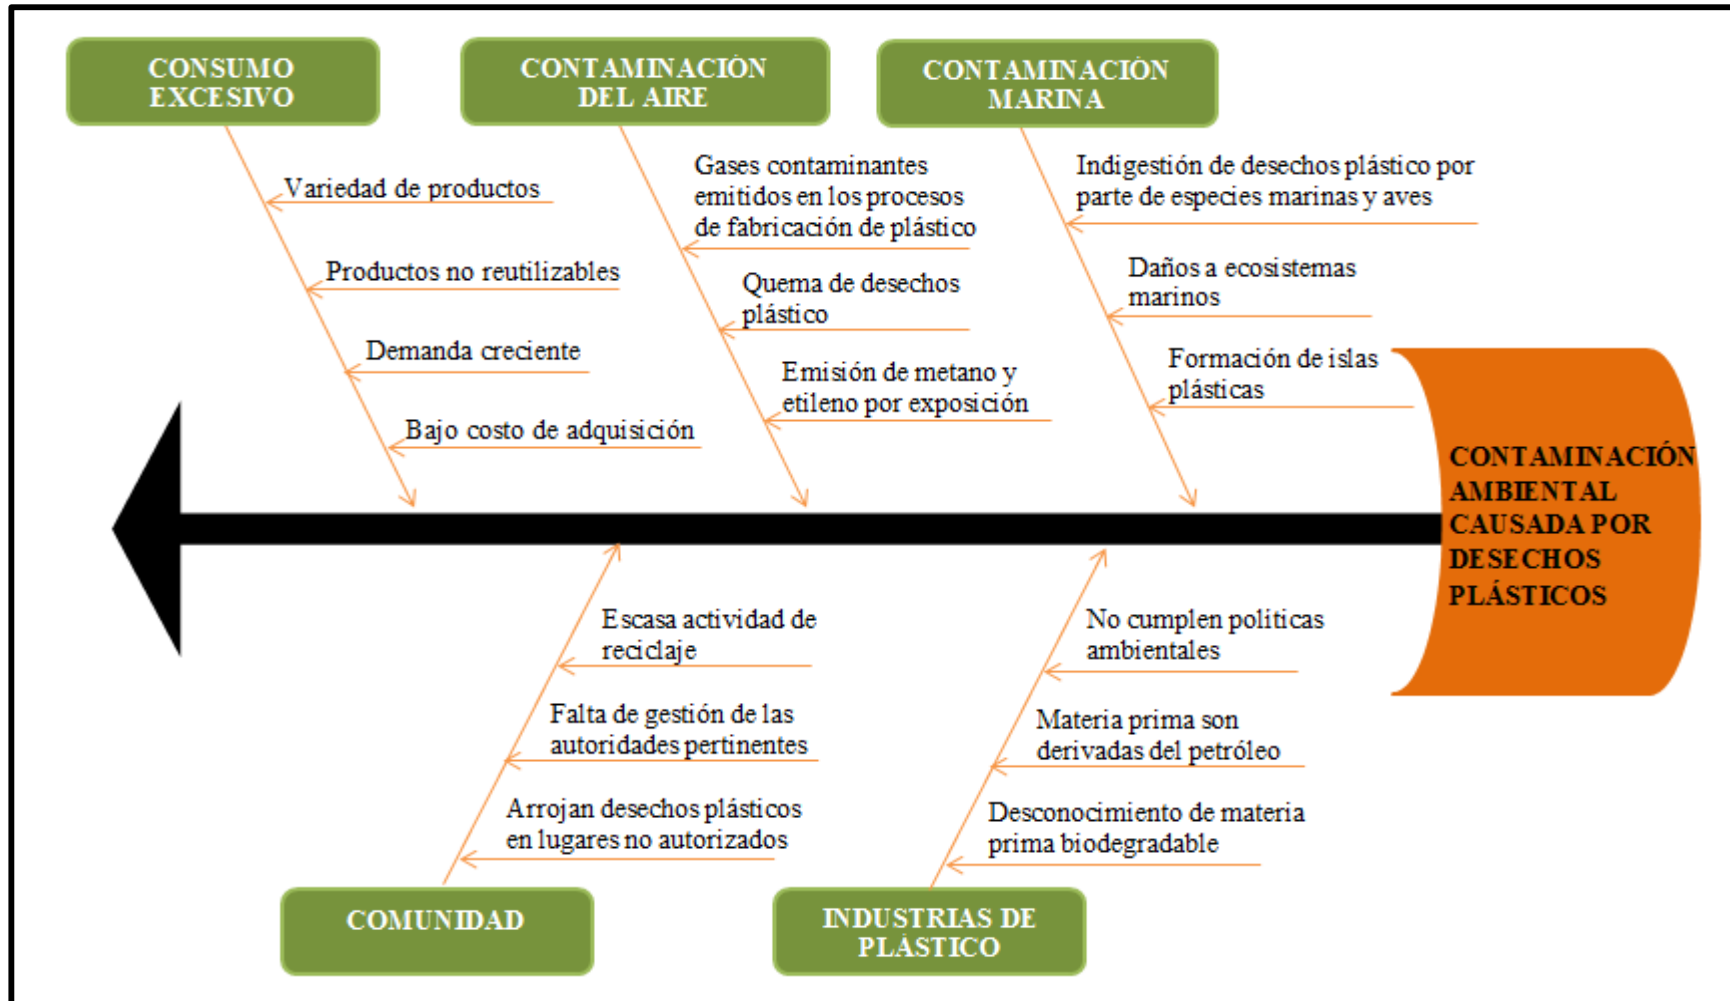 CONSUMO
EXCESIVO
CONTAMINACIÓN
DEL AIRE
CONTAMINACIÓN
MARINA
Variedad de productos
Productos no reutilizables
Demanda creciente
Bajo costo de adquisición
Gases contaminantes
emitidos en los procesos
de fabricación de plástico
Quema de desechos
plástico
Emisión de metano y
etileno por exposición
Indigestión de desechos plástico por
parte de especies marinas y aves
Daños a ecosistemas
marinos
Formación de islas
plásticas
CONTAMINACIÓN
AMBIENTAL
CAUSADA POR
DESECHOS
PLÁSTICOS
Escasa actividad de
reciclaje
Falta de gestión de las
autoridades pertinentes
Arrojan desechos plásticos
en lugares no autorizados
No cumplen políticas
ambientales
Materia prima son
derivadas del petróleo
Desconocimiento de materia
prima biodegradable
COMUNIDAD
INDUSTRIAS DE
PLÁSTICO